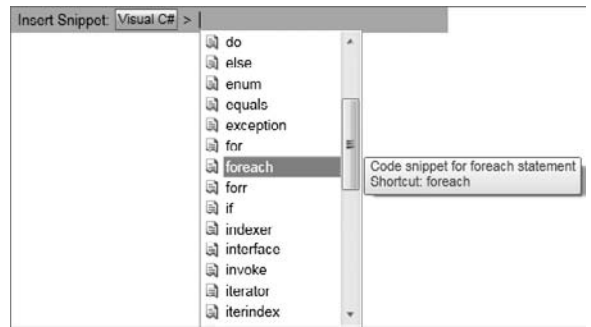 Insert Snippet: Visual C# >
do
else
enum
equals
exception
for
foreach
Code snippet for foreach statement
Shortcut: foreach
forr
if
indexer
interface
invoke
iterator
iterindex